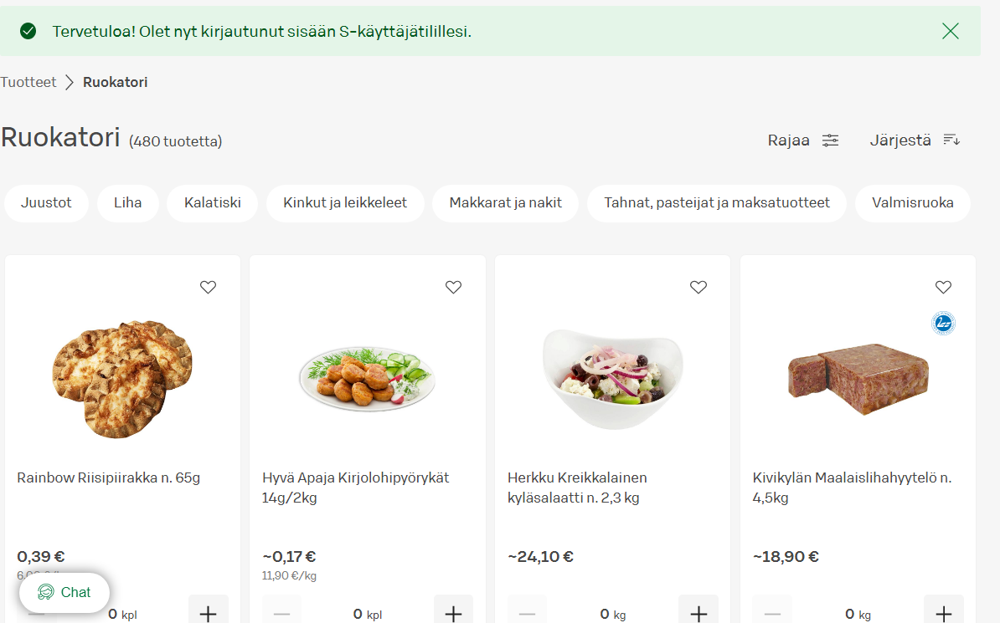 Tervetuloa! Olet nyt kirjautunut sisään S-käyttäjätilillesi.
Tuotteet Ruokatori
Ruokatori (480 tuotetta)
Rajaa Järjestä
Juustot Liha Kalatiski Kinkut ja leikkeleet Makkarat ja nakit Tahnat, pasteijat ja maksatuotteet Valmisruoka
Rainbow Riisipiirakka n. 65g
0,39 €
Chat
0 kpl
Hyvä Apaja Kirjolohipyörykät
14g/2kg
~0,17 €
11,90 €/kg
0 kpl
Herkku Kreikkalainen
kyläsalaatti n. 2,3 kg
~24,10 €
0 kg
Kivikylän Maalaislihahyytelö n.
4,5kg
~18,90 €
0 kg